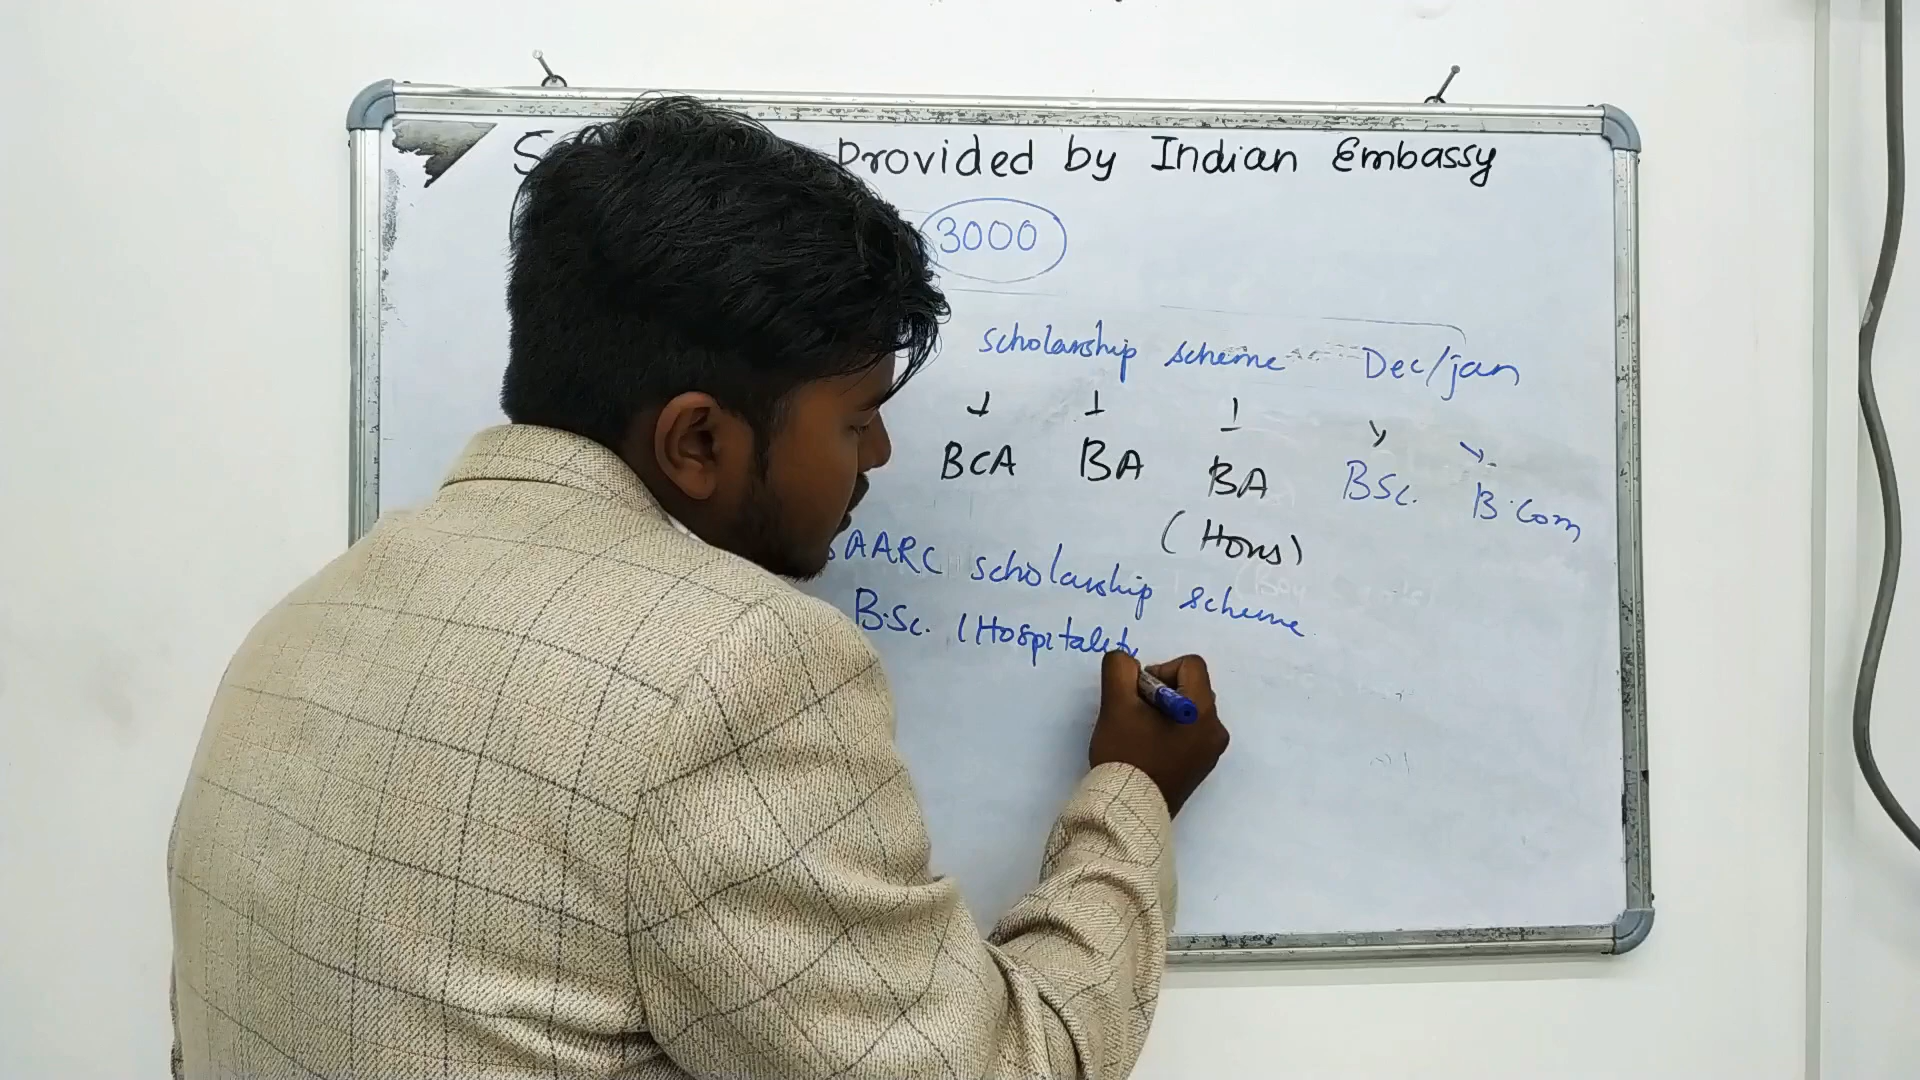 Provided by Indian Embassy
3000
scholarship scheme Dec/jan
BCA BA BA BSc. B.Com
(Hons)
SAARC scholarship scheme
B.Sc. (Hospitality